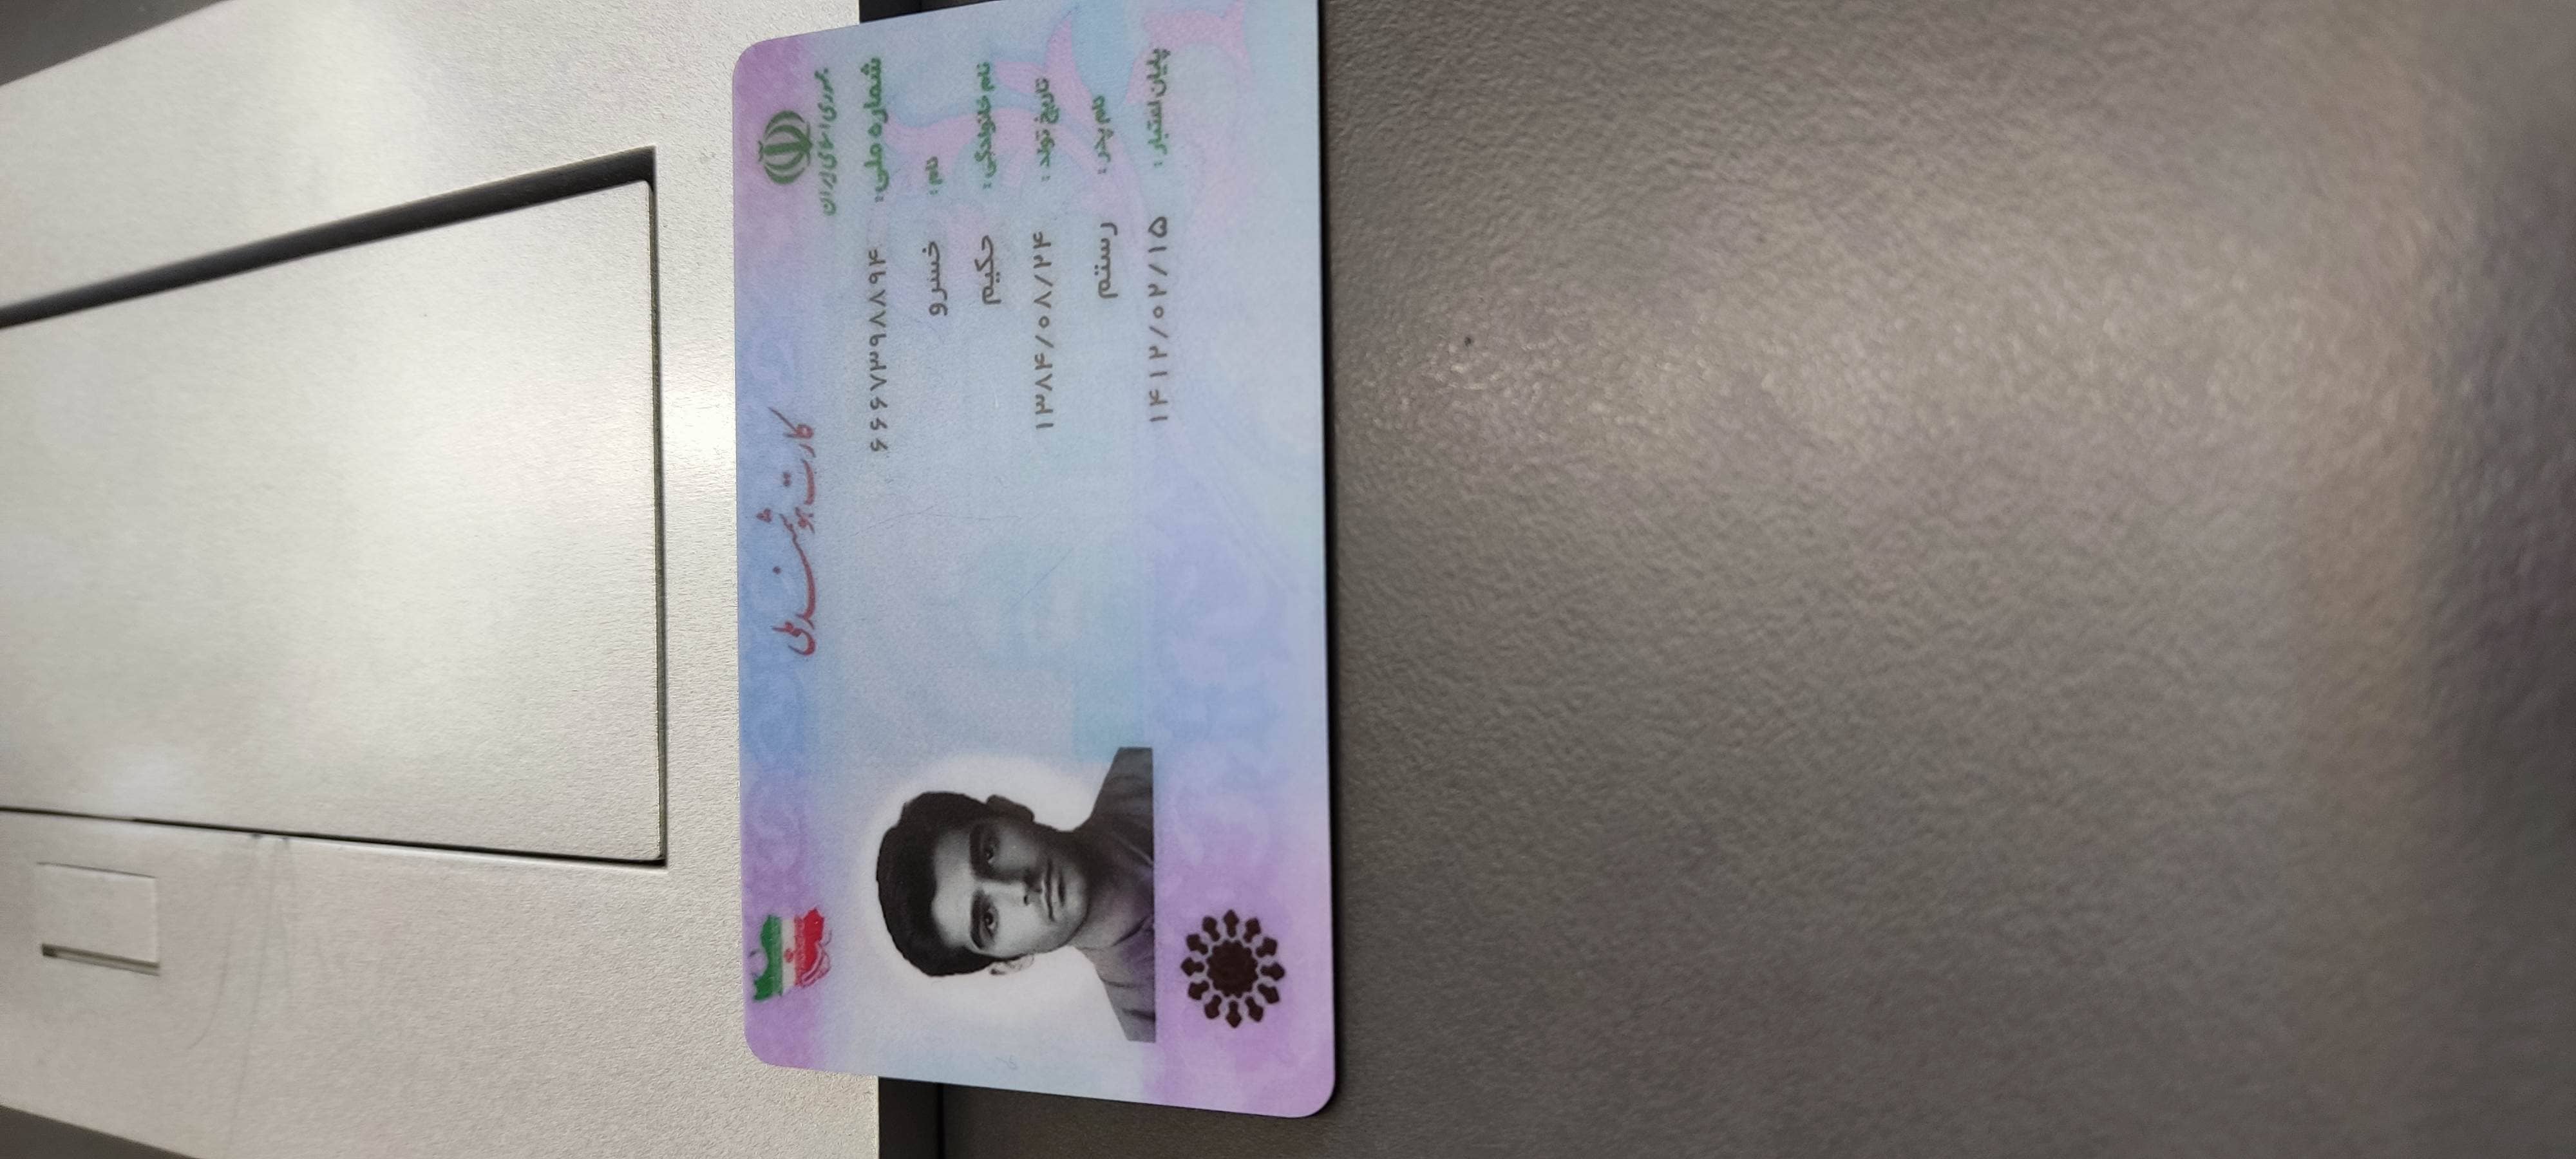 جمهوری اسلامی ایران
کارت هوشمند ملی
شماره ملی: ۶۶۶۷۳۹۸۸۹۴
نام: خسرو
نام خانوادگی: حکیم
تاریخ تولد: ۱۳۸۴/۰۸/۲۴
نام پدر: رستم
پایان اعتبار: ۱۴۱۲/۰۲/۱۵